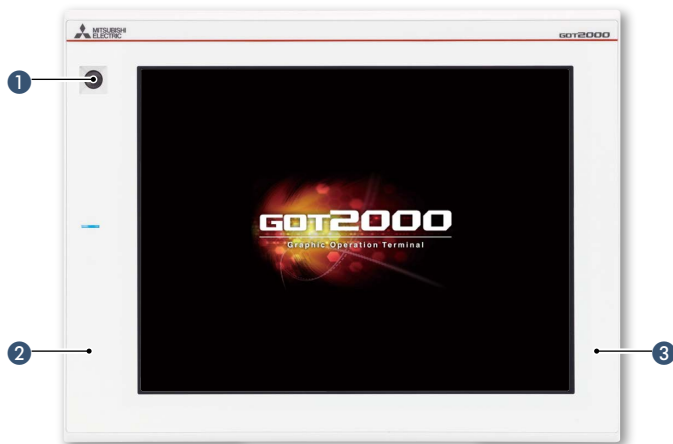 MITSUBISHI
ELECTRIC
GOT2000
1
GOT2000
Graphic Operation Terminal
2
3